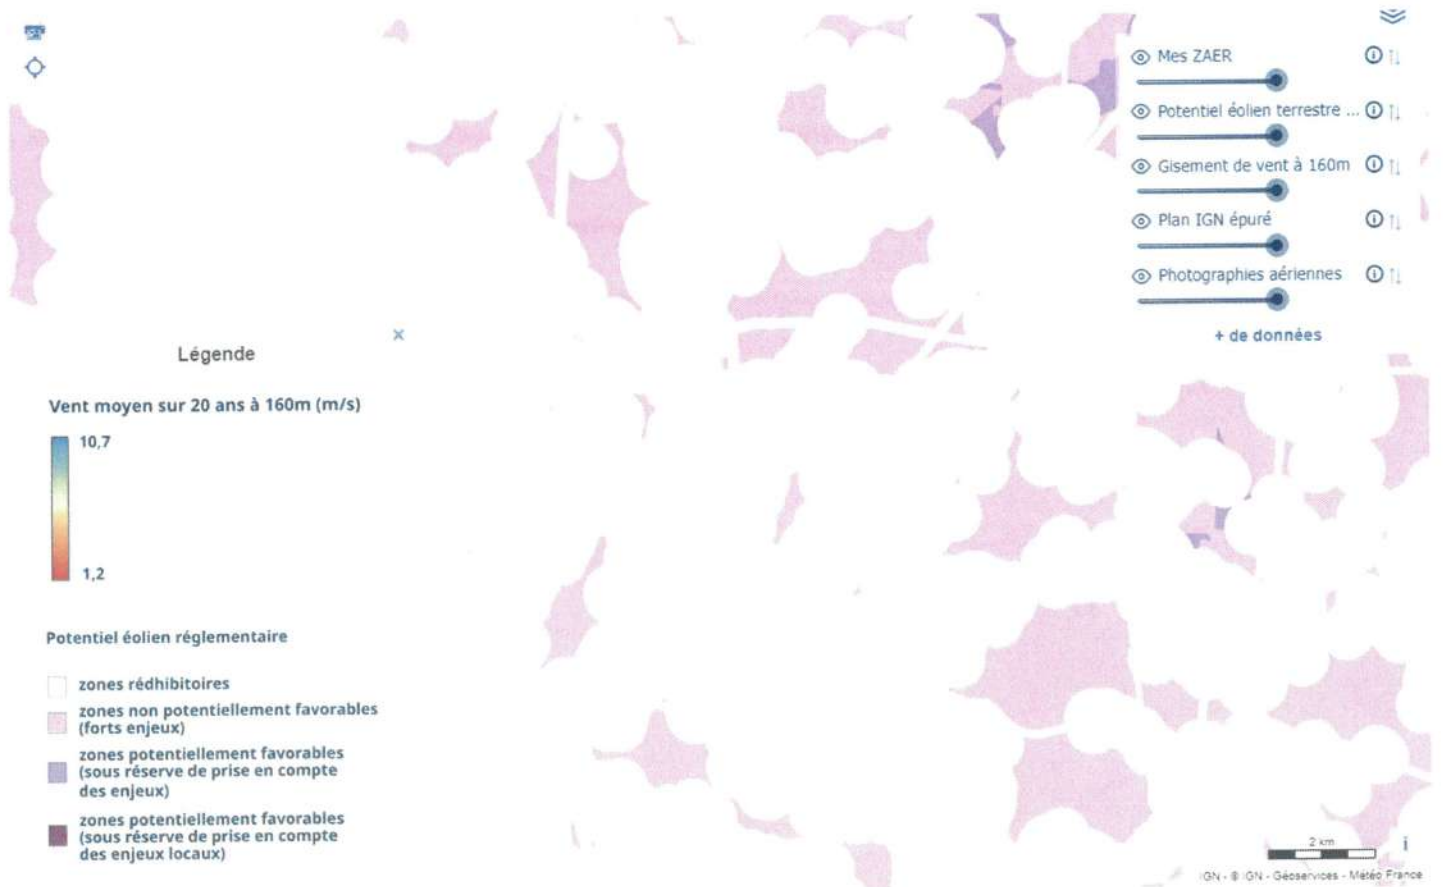 Mes ZAER
Potentiel éolien terrestre ...
Gisement de vent à 160m
Plan IGN épuré
Photographies aériennes
+ de données
Légende
Vent moyen sur 20 ans à 160m (m/s)
10,7
1,2
Potentiel éolien réglementaire
zones rédhibitoires
zones non potentiellement favorables
(forts enjeux)
zones potentiellement favorables
(sous réserve de prise en compte
des enjeux)
zones potentiellement favorables
(sous réserve de prise en compte
des enjeux locaux)
2 km
IGN - © IGN - Géoservices - Météo France